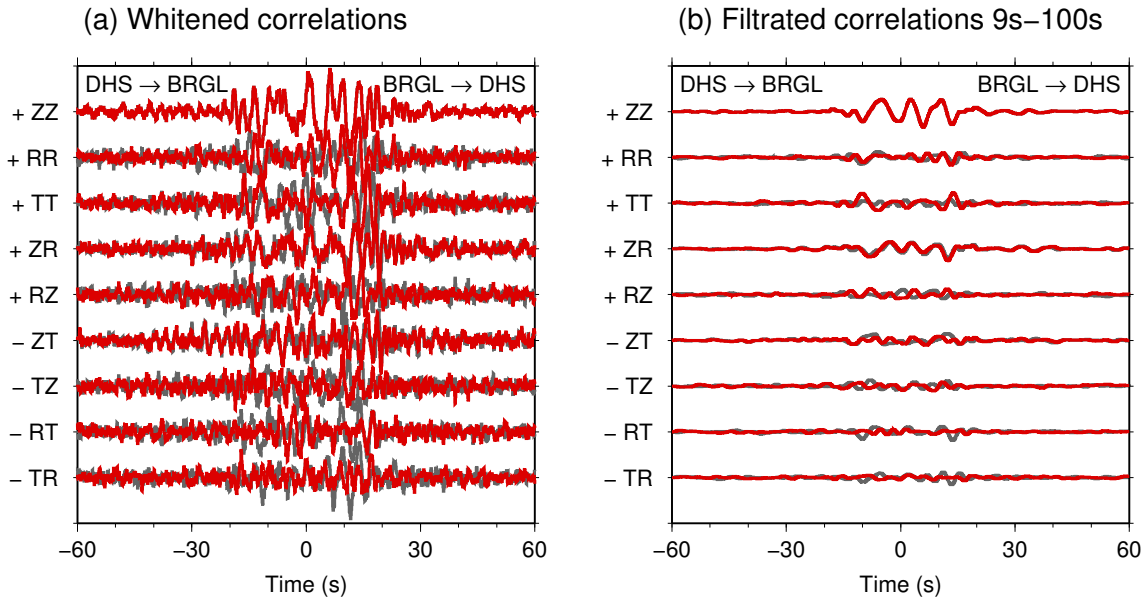 (a) Whitened correlations
DHS → BRGL
BRGL → DHS
+ ZZ
+ RR
+ TT
+ ZR
+ RZ
− ZT
− TZ
− RT
− TR
−60
−30
0
30
60
Time (s)
(b) Filtrated correlations 9s−100s
DHS → BRGL
BRGL → DHS
+ ZZ
+ RR
+ TT
+ ZR
+ RZ
− ZT
− TZ
− RT
− TR
−60
−30
0
30
60
Time (s)